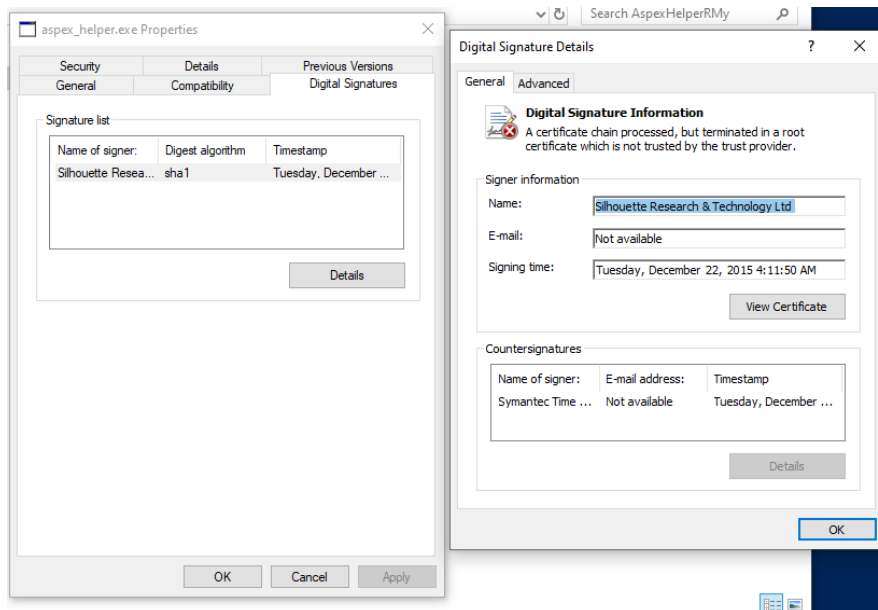 Search AspexHelperRMy
aspex_helper.exe Properties
Security Details Previous Versions
General Compatibility Digital Signatures
Signature list
Name of signer: Digest algorithm Timestamp
Silhouette Resea... sha1 Tuesday, December ...
Details
OK Cancel Apply
Digital Signature Details ?
General Advanced
Digital Signature Information
A certificate chain processed, but terminated in a root
certificate which is not trusted by the trust provider.
Signer information
Name: Silhouette Research & Technology Ltd
E-mail: Not available
Signing time: Tuesday, December 22, 2015 4:11:50 AM
View Certificate
Countersignatures
Name of signer: E-mail address: Timestamp
Symantec Time ... Not available Tuesday, December ...
Details
OK